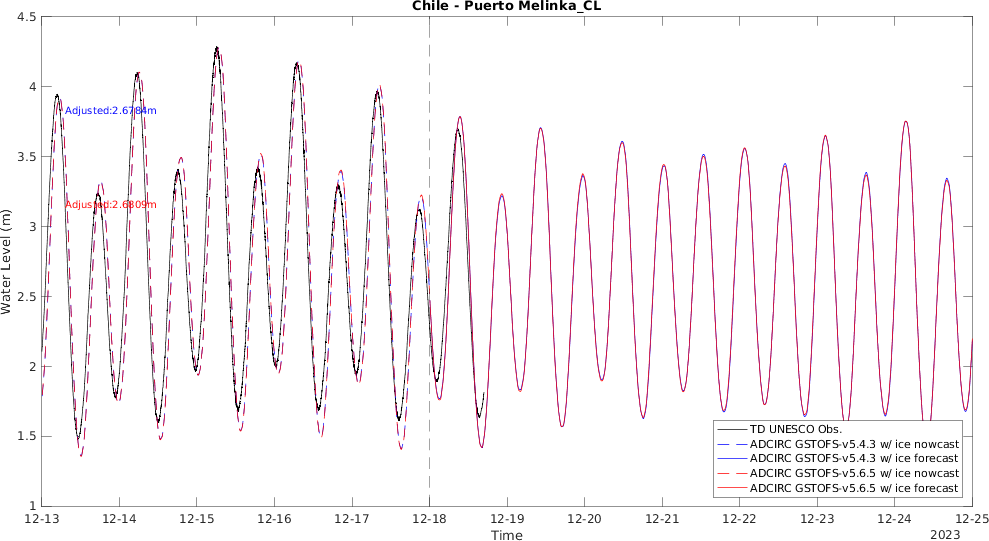 Chile - Puerto Melinka_CL
4.5
4
3.5
3
2.5
2
1.5
1
Water Level (m)
Adjusted:2.6784m
Adjusted:2.6809m
TD UNESCO Obs.
ADCIRC GSTOFS-v5.4.3 w/ ice nowcast
ADCIRC GSTOFS-v5.4.3 w/ ice forecast
ADCIRC GSTOFS-v5.6.5 w/ ice nowcast
ADCIRC GSTOFS-v5.6.5 w/ ice forecast
12-13 12-14 12-15 12-16 12-17 12-18 12-19 12-20 12-21 12-22 12-23 12-24 12-25
Time
2023